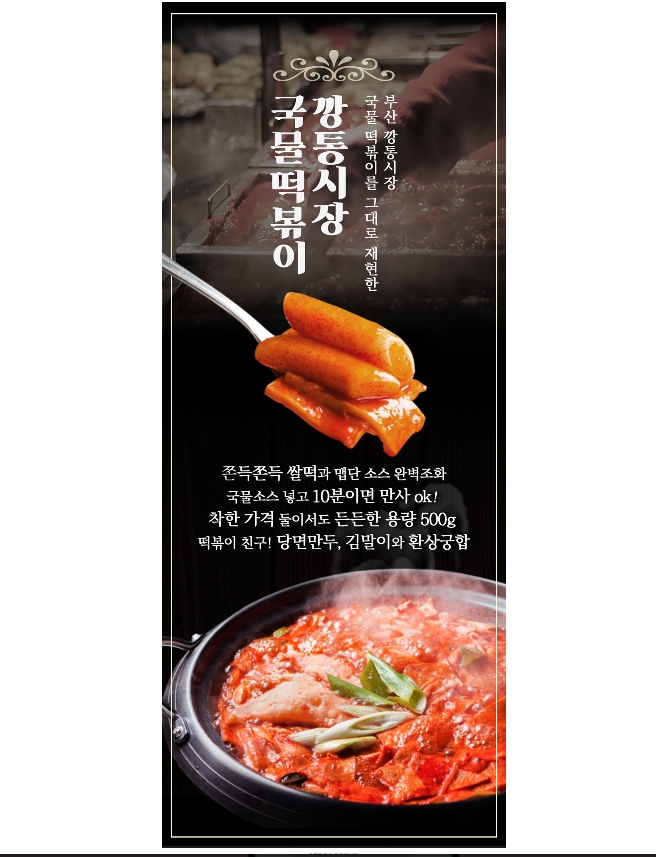 부산 깡통시장
국물 떡볶이를 그대로 재현한
깡통시장
국물떡볶이
쫀득쫀득 쌀떡과 맵단 소스 완벽조화
국물소스 넣고 10분이면 만사 ok!
착한 가격 둘이서도 든든한 용량 500g
떡볶이 친구! 당면만두, 김말이와 환상궁합